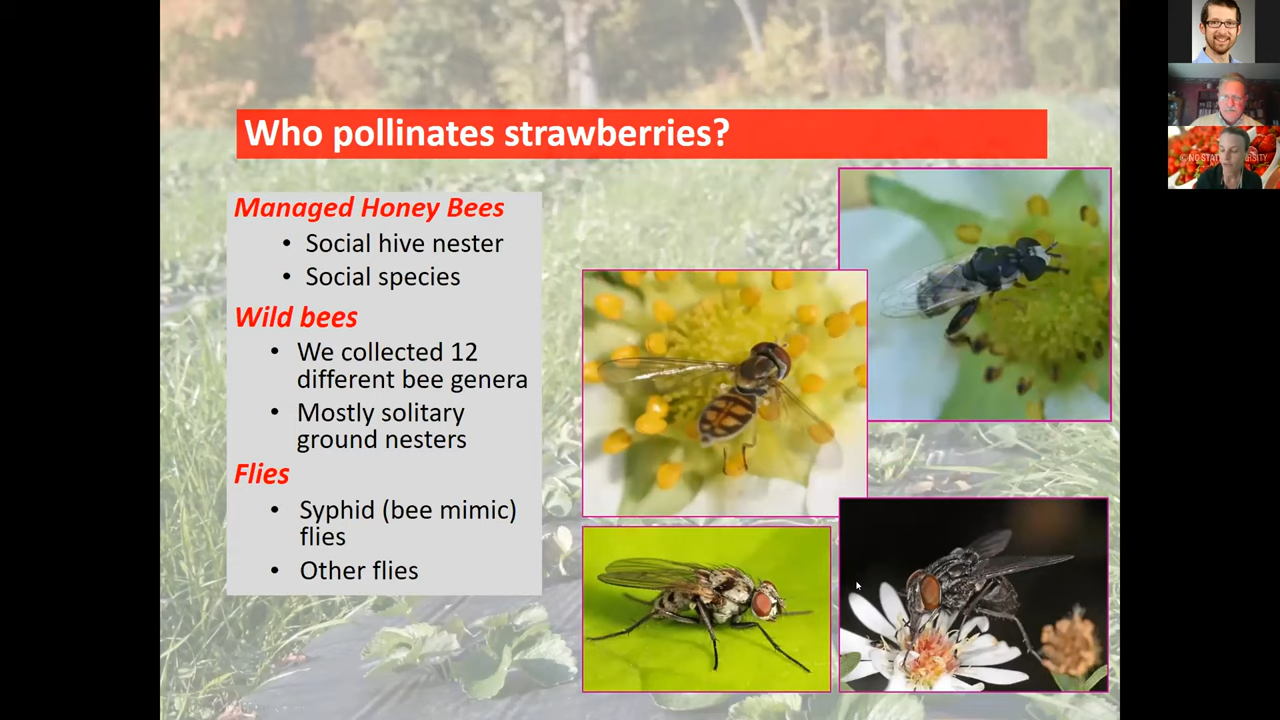 Who pollinates strawberries?
Managed Honey Bees
• Social hive nester
• Social species
Wild bees
• We collected 12
different bee genera
• Mostly solitary
ground nesters
Flies
• Syphid (bee mimic)
flies
• Other flies